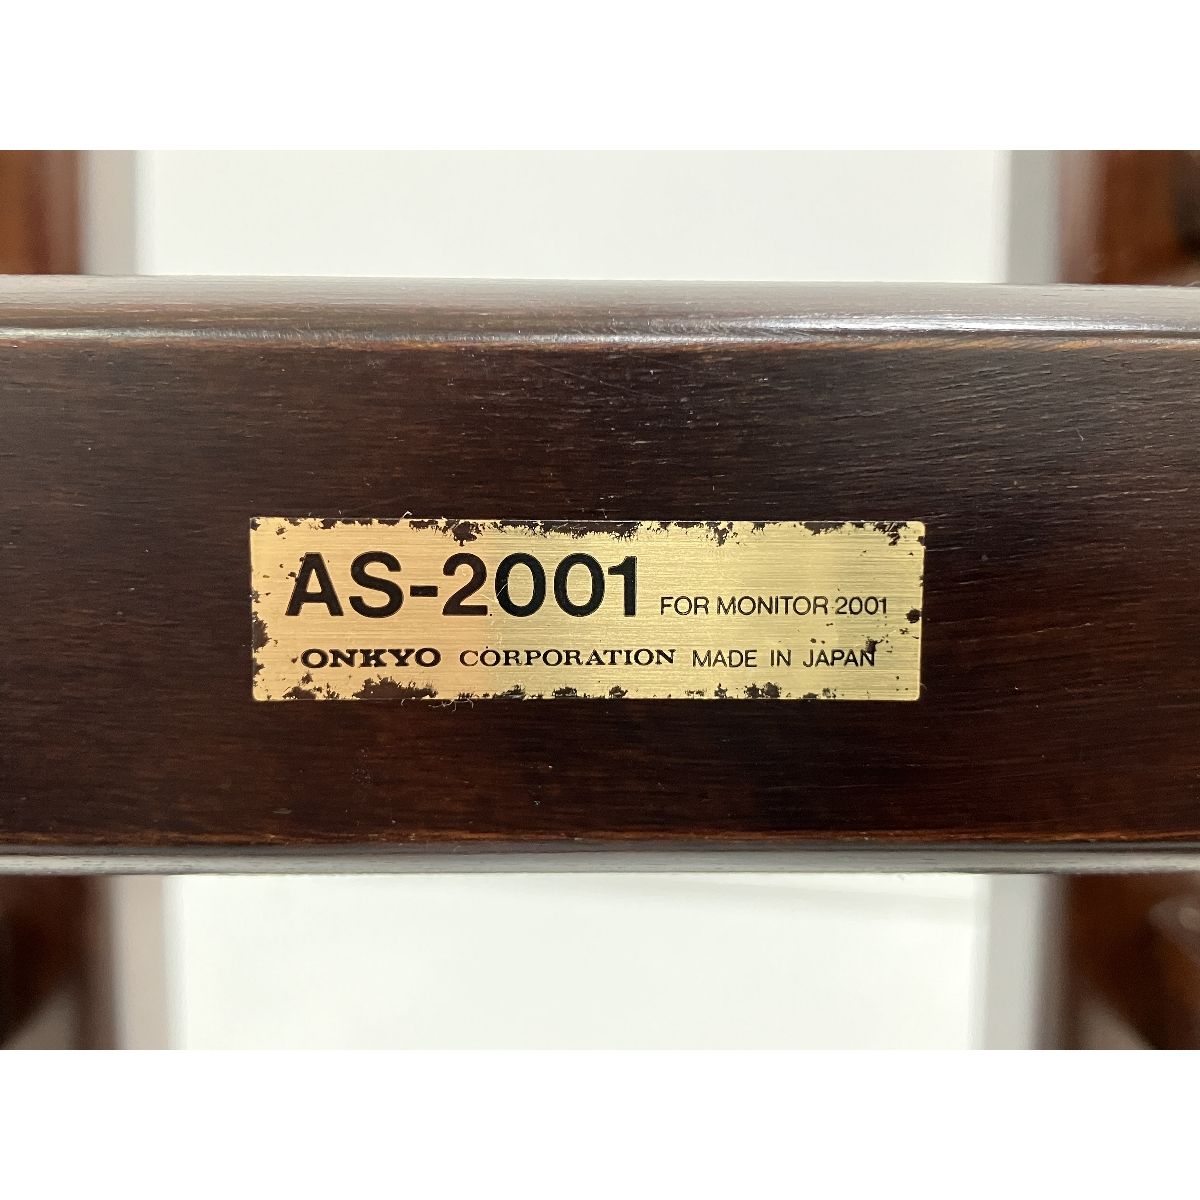 AS-2001 FOR MONITOR 2001
ONKYO CORPORATION MADE IN JAPAN